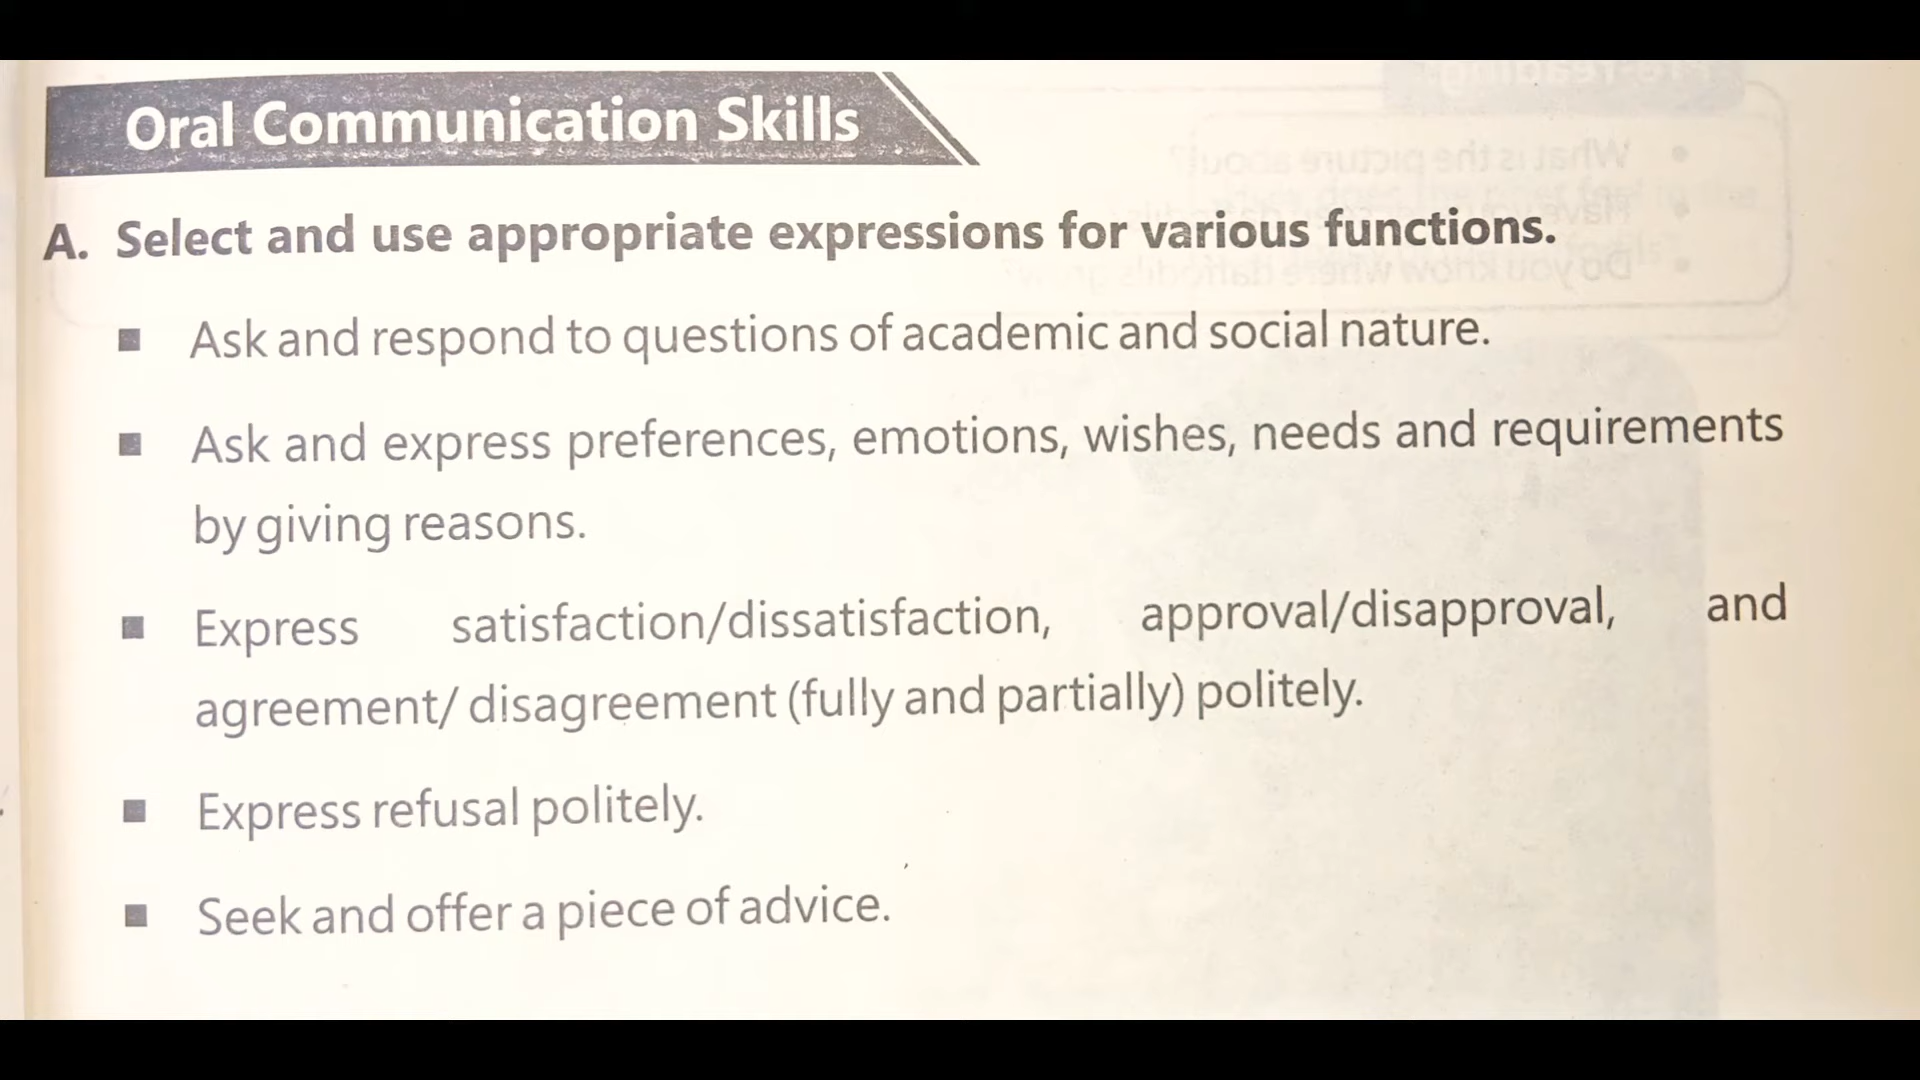 Oral Communication Skills
A. Select and use appropriate expressions for various functions.
▪ Ask and respond to questions of academic and social nature.
▪ Ask and express preferences, emotions, wishes, needs and requirements
by giving reasons.
▪ Express satisfaction/dissatisfaction, approval/disapproval, and
agreement/ disagreement (fully and partially) politely.
▪ Express refusal politely.
▪ Seek and offer a piece of advice.